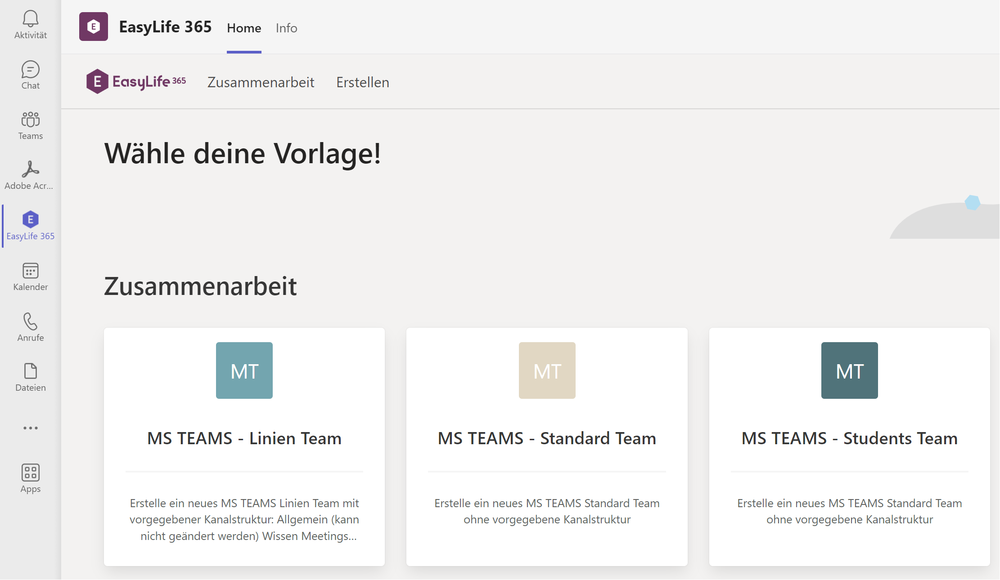 Aktivität
Chat
Teams
Adobe Acr...
E
EasyLife 365
Kalender
Anrufe
Dateien
Apps
E
EasyLife 365
Home
Info
E EasyLife 365
Zusammenarbeit
Erstellen
Wähle deine Vorlage!
Zusammenarbeit
MT
MS TEAMS - Linien Team
Erstelle ein neues MS TEAMS Linien Team mit
vorgegebener Kanalstruktur: Allgemein (kann
nicht geändert werden) Wissen Meetings...
MT
MS TEAMS - Standard Team
Erstelle ein neues MS TEAMS Standard Team
ohne vorgegebene Kanalstruktur
MT
MS TEAMS - Students Team
Erstelle ein neues MS TEAMS Standard Team
ohne vorgegebene Kanalstruktur